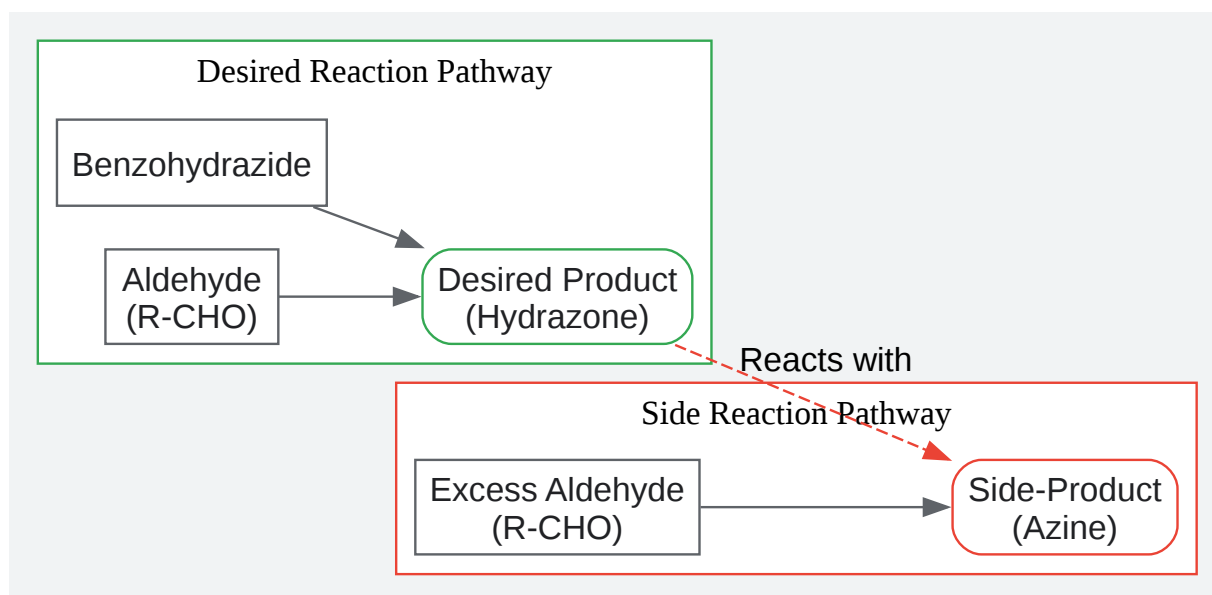 Desired Reaction Pathway
Benzohydrazide
Aldehyde
(R-CHO)
Desired Product
(Hydrazone)
Reacts with
Side Reaction Pathway
Excess Aldehyde
(R-CHO)
Side-Product
(Azine)